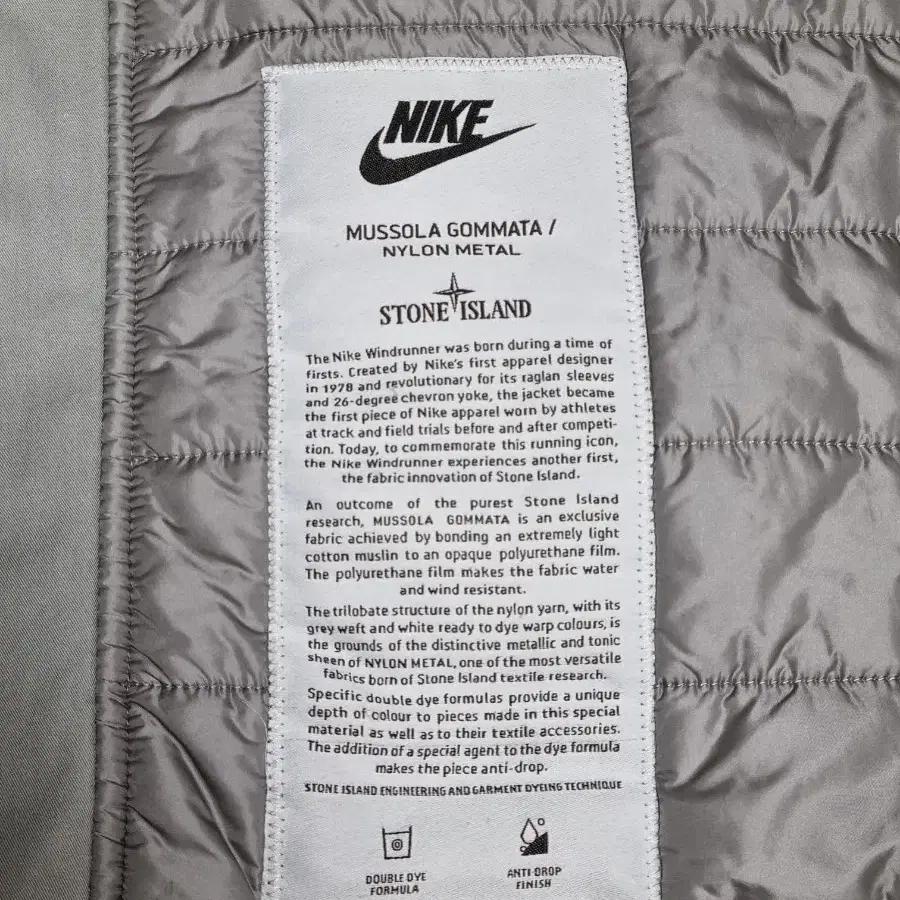 NIKE
MUSSOLA GOMMATA /
NYLON METAL
STONE ISLAND
The Nike Windrunner was born during a time of
firsts. Created by Nike's first apparel designer
in 1978 and revolutionary for its raglan sleeves
and 26-degree chevron yoke, the jacket became
the first piece of Nike apparel worn by athletes
at track and field trials before and after competi-
tion. Today, to commemorate this running icon,
the Nike Windrunner experiences another first,
the fabric innovation of Stone Island.
An outcome of the purest Stone Island
research, MUSSOLA GOMMATA is an exclusive
fabric achieved by bonding an extremely light
cotton muslin to an opaque polyurethane film.
The polyurethane film makes the fabric water
and wind resistant.
The trilobate structure of the nylon yarn, with its
grey weft and white ready to dye warp colours, is
the grounds of the distinctive metallic and tonic
sheen of NYLON METAL, one of the most versatile
fabrics born of Stone Island textile research.
Specific double dye formulas provide a unique
depth of colour to pieces made in this special
material as well as to their textile accessories.
The addition of a special agent to the dye formula
makes the piece anti-drop.
STONE ISLAND ENGINEERING AND GARMENT DYEING TECHNIQUE
DOUBLE DYE
FORMULA
ANTI DROP
FINISH